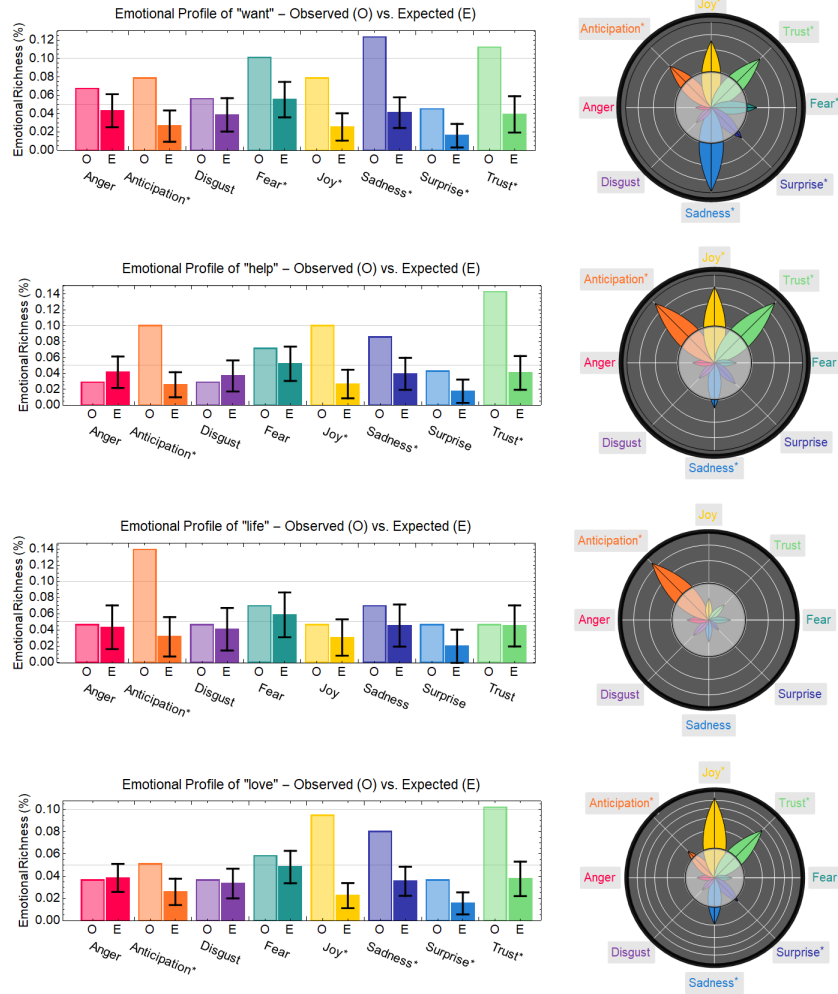 Emotional Profile of "want" – Observed (O) vs. Expected (E)
Emotional Richness (%)
0.12
0.10
0.08
0.06
0.04
0.02
0.00
O E O E O E O E O E O E O E O E
Anger Anticipation* Disgust Fear* Joy* Sadness* Surprise* Trust*
Joy*
Anticipation* Trust*
Anger Fear*
Disgust Surprise*
Sadness*
Emotional Profile of "help" – Observed (O) vs. Expected (E)
Emotional Richness (%)
0.14
0.12
0.10
0.08
0.06
0.04
0.02
0.00
O E O E O E O E O E O E O E O E
Anger Anticipation* Disgust Fear Joy* Sadness* Surprise Trust*
Joy*
Anticipation* Trust*
Anger Fear
Disgust Surprise
Sadness*
Emotional Profile of "life" – Observed (O) vs. Expected (E)
Emotional Richness (%)
0.14
0.12
0.10
0.08
0.06
0.04
0.02
0.00
O E O E O E O E O E O E O E O E
Anger Anticipation* Disgust Fear Joy Sadness Surprise Trust
Joy
Anticipation* Trust
Anger Fear
Disgust Surprise
Sadness
Emotional Profile of "love" – Observed (O) vs. Expected (E)
Emotional Richness (%)
0.10
0.08
0.06
0.04
0.02
0.00
O E O E O E O E O E O E O E O E
Anger Anticipation* Disgust Fear Joy* Sadness* Surprise* Trust*
Joy*
Anticipation* Trust*
Anger Fear
Disgust Surprise*
Sadness*